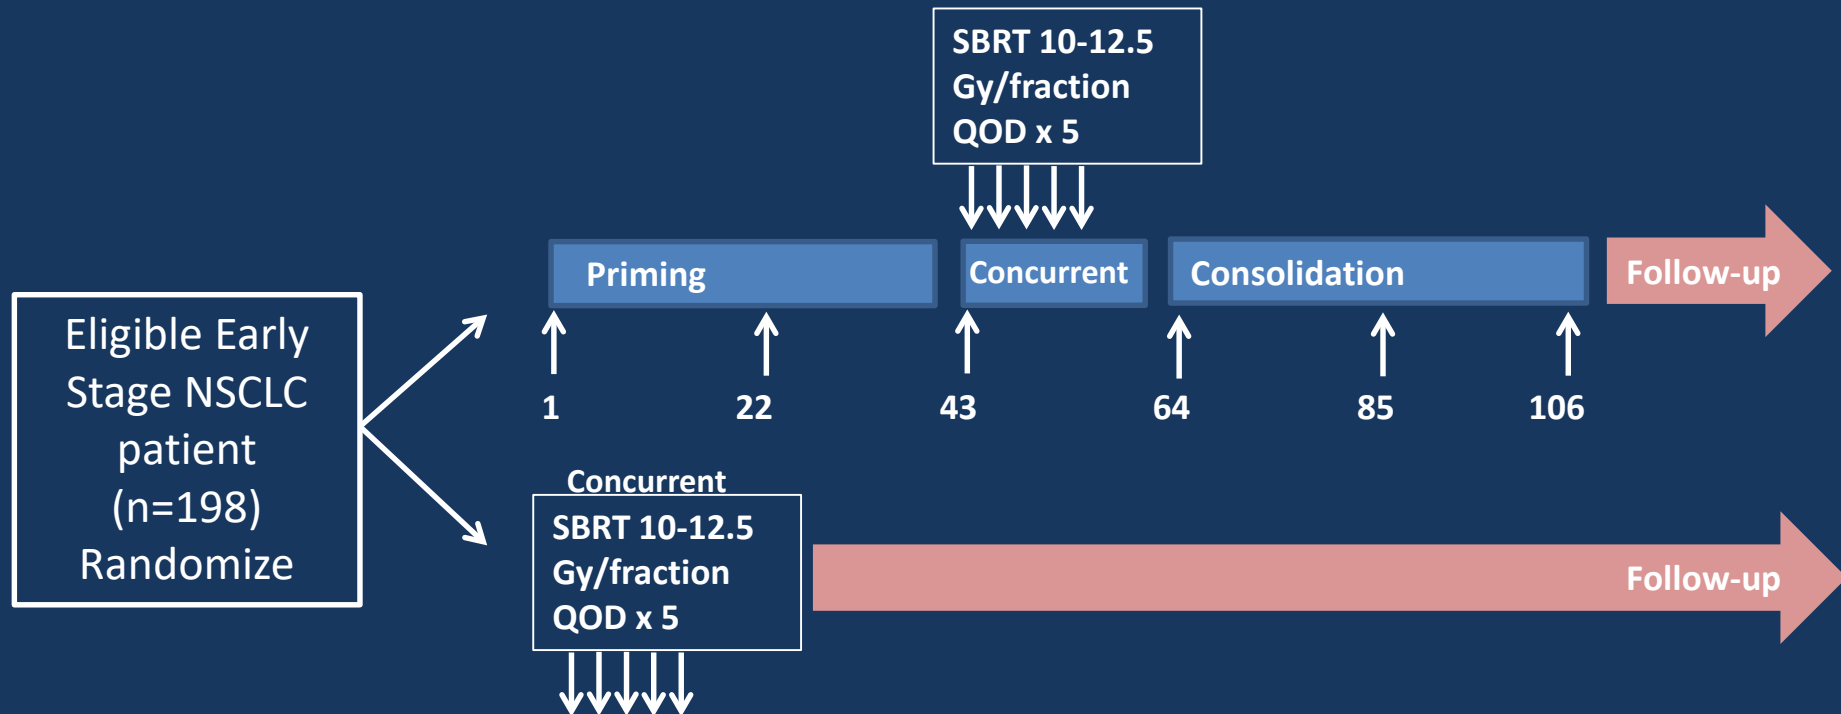 SBRT 10-12.5
Gy/fraction
QOD x 5
Priming
Concurrent
Consolidation
Follow-up
Eligible Early
Stage NSCLC
patient
(n=198)
Randomize
1 22 43 64 85 106
Concurrent
SBRT 10-12.5
Gy/fraction
QOD x 5
Follow-up